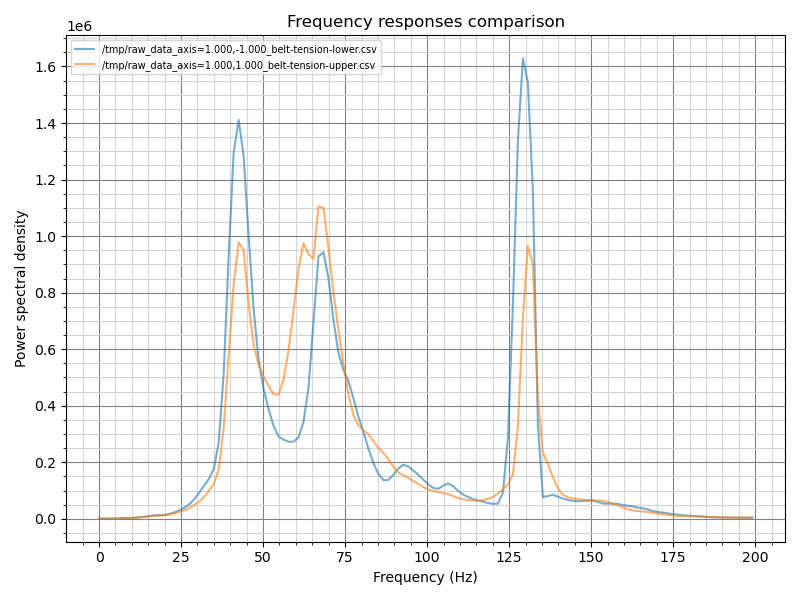 Frequency responses comparison
1e6
/tmp/raw_data_axis=1.000,-1.000_belt-tension-lower.csv
/tmp/raw_data_axis=1.000,1.000_belt-tension-upper.csv
1.6
1.4
1.2
1.0
0.8
0.6
0.4
0.2
0.0
Power spectral density
0 25 50 75 100 125 150 175 200
Frequency (Hz)